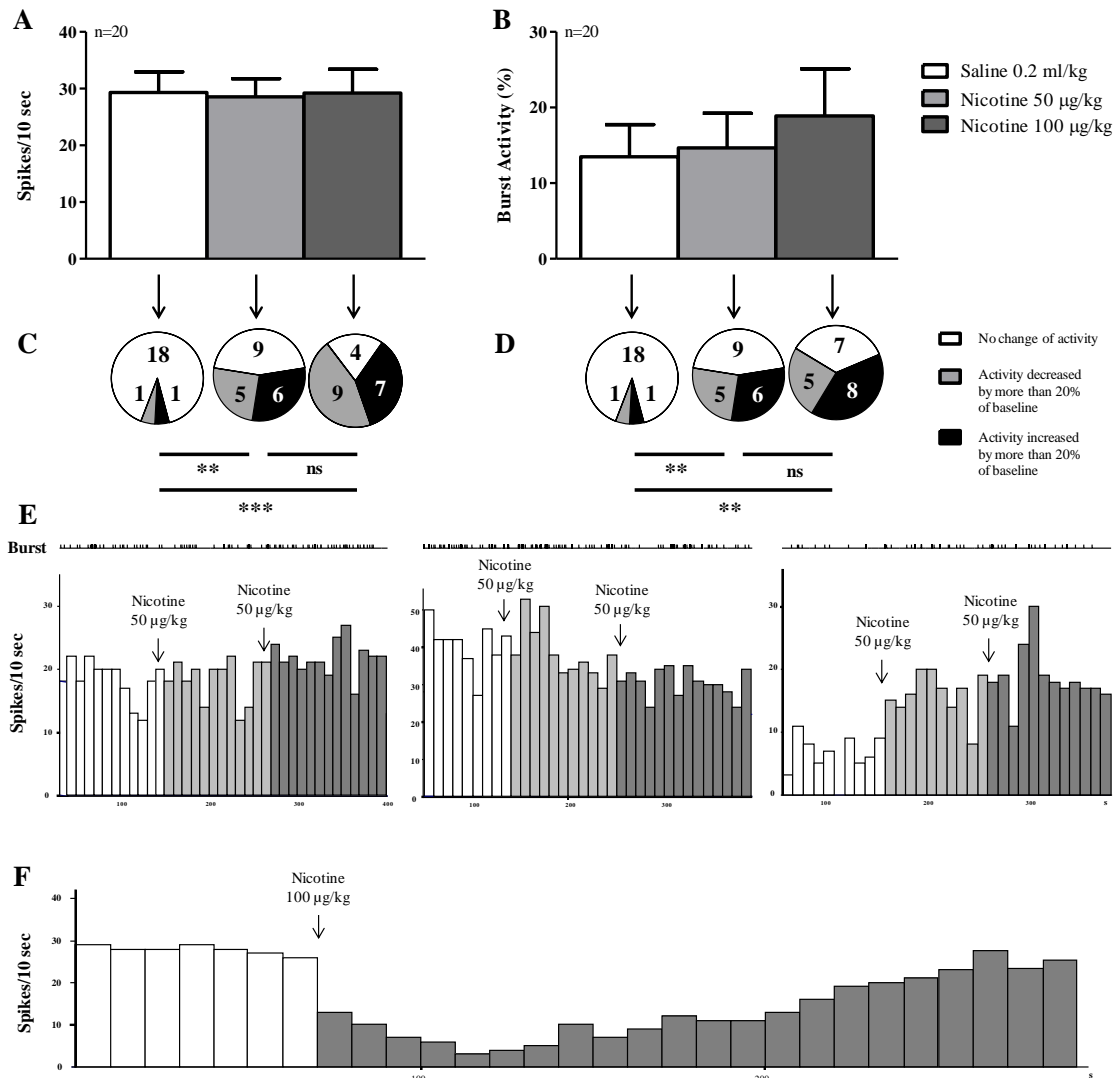 A
n=20
40
30
20
10
0
Spikes/10 sec
B
n=20
30
20
10
0
Burst Activity (%)
Saline 0.2 ml/kg
Nicotine 50 µg/kg
Nicotine 100 µg/kg
C
18
1 1
9
5 6
4
9 7
** ns
***
D
18
1 1
9
5 6
7
5 8
** ns
**
No change of activity
Activity decreased
by more than 20%
of baseline
Activity increased
by more than 20%
of baseline
E
Burst
Spikes/10 sec
30
20
10
0
Nicotine
50 µg/kg
Nicotine
50 µg/kg
100 200 300 400
50
40
30
20
10
0
Nicotine
50 µg/kg
Nicotine
50 µg/kg
100 200 300
30
20
10
0
Nicotine
50 µg/kg
Nicotine
50 µg/kg
100 200 300 s
F
Nicotine
100 µg/kg
Spikes/10 sec
40
30
20
10
0
100 200 s